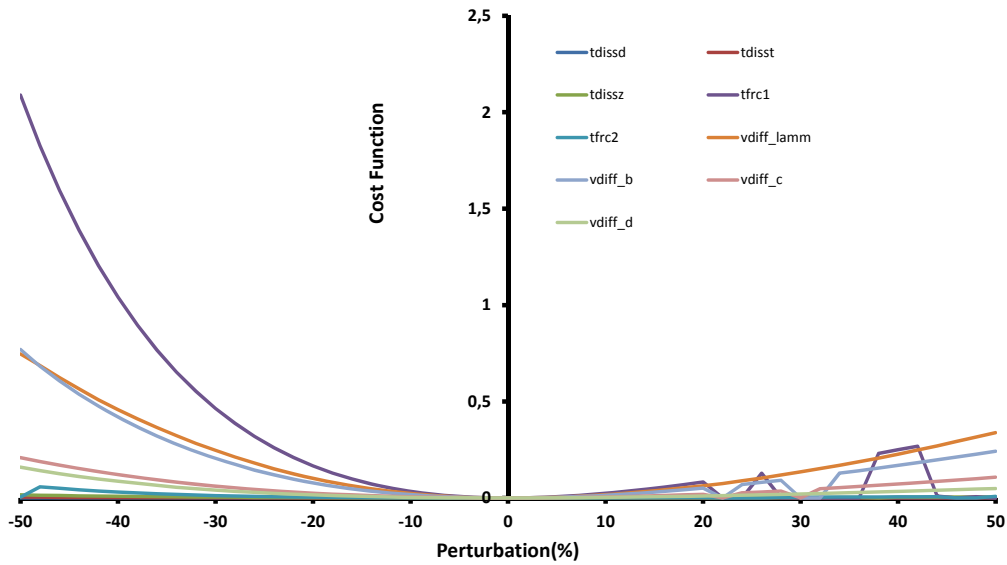 2,5
2
1,5
1
0,5
0
Cost Function
tdissd
tdisst
tdissz
tfrc1
tfrc2
vdiff_lamm
vdiff_b
vdiff_c
vdiff_d
-50 -40 -30 -20 -10 0 10 20 30 40 50
Perturbation(%)